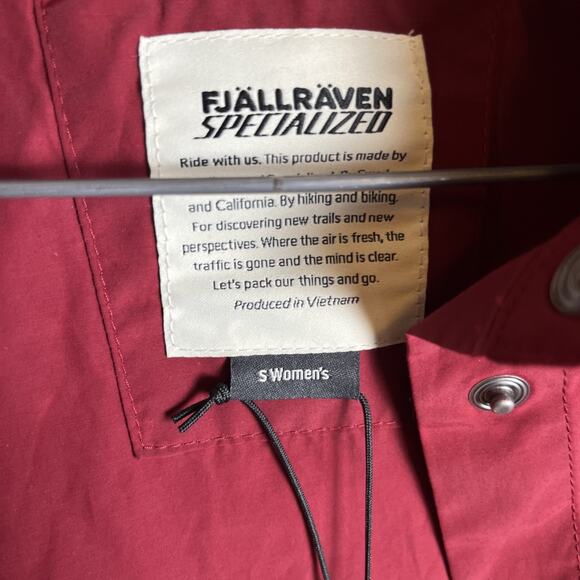 FJÄLLRÄVEN
SPECIALIZED
Ride with us. This product is made by
and California. By hiking and biking.
For discovering new trails and new
perspectives. Where the air is fresh, the
traffic is gone and the mind is clear.
Let's pack our things and go.
Produced in Vietnam
S Women's